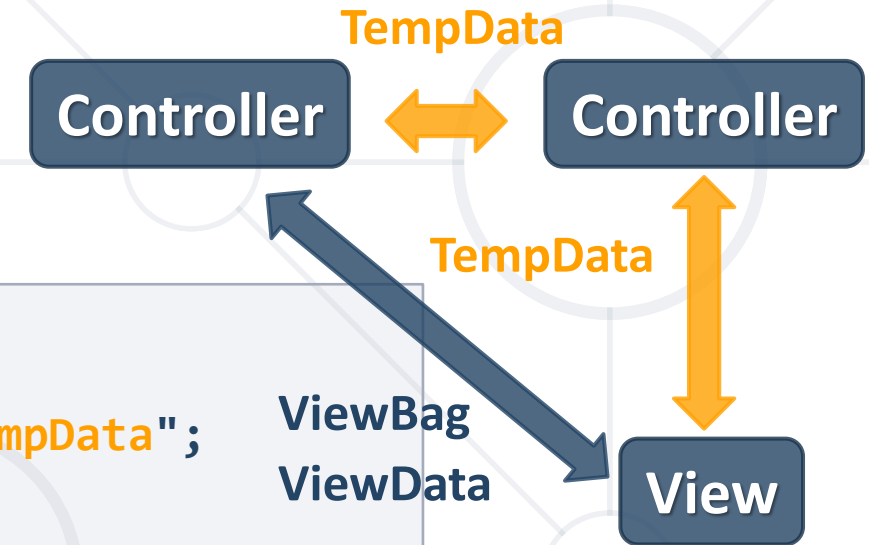 TempData
Controller
Controller
TempData
mpData";
ViewBag
ViewData
View